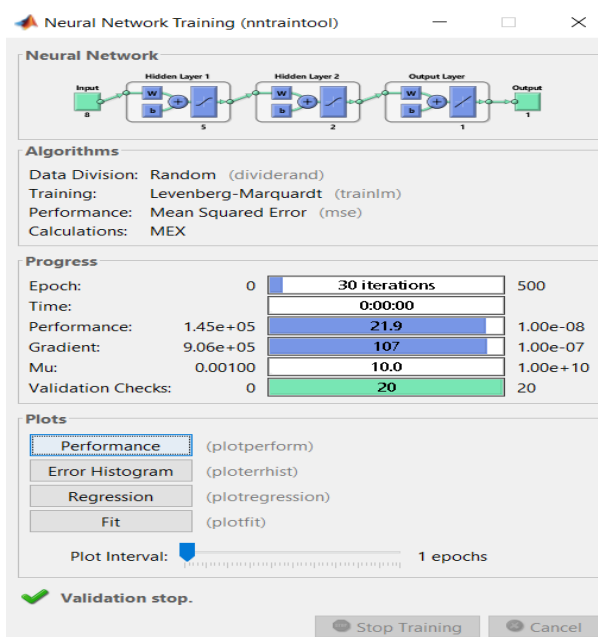 Neural Network Training (nntraintool)
Neural Network
Hidden Layer 1 Hidden Layer 2 Output Layer
Input Output
W W W
b b b
8 1
5 2 1
Algorithms
Data Division: Random (dividerand)
Training: Levenberg-Marquardt (trainlm)
Performance: Mean Squared Error (mse)
Calculations: MEX
Progress
Epoch: 0 30 iterations 500
Time: 0:00:00
Performance: 1.45e+05 21.9 1.00e-08
Gradient: 9.06e+05 107 1.00e-07
Mu: 0.00100 10.0 1.00e+10
Validation Checks: 0 20 20
Plots
Performance (plotperform)
Error Histogram (ploterrhist)
Regression (plotregression)
Fit (plotfit)
Plot Interval: 1 epochs
Validation stop.
Stop Training Cancel